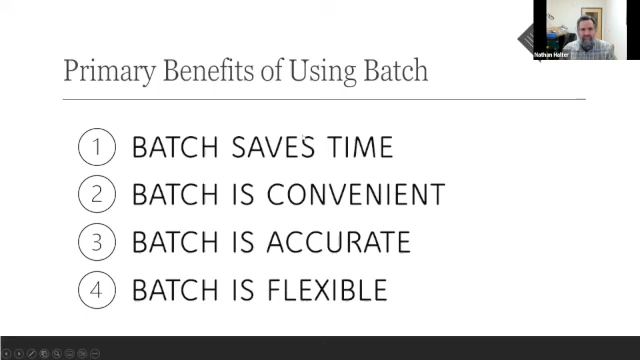 Primary Benefits of Using Batch
Nathan Halter
1 BATCH SAVES TIME
2 BATCH IS CONVENIENT
3 BATCH IS ACCURATE
4 BATCH IS FLEXIBLE